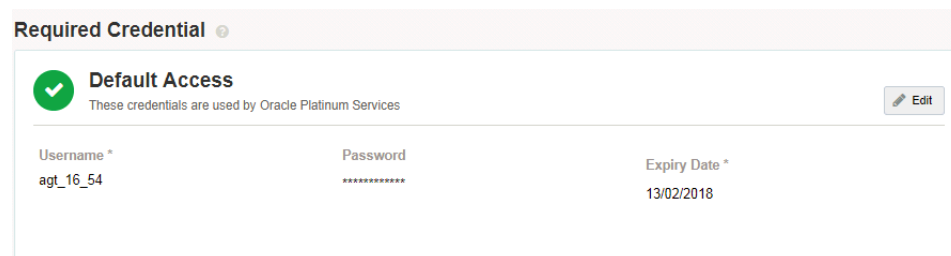 Required Credential
Default Access
These credentials are used by Oracle Platinum Services
Edit
Username *
Password
Expiry Date *
agt_16_54
************
13/02/2018